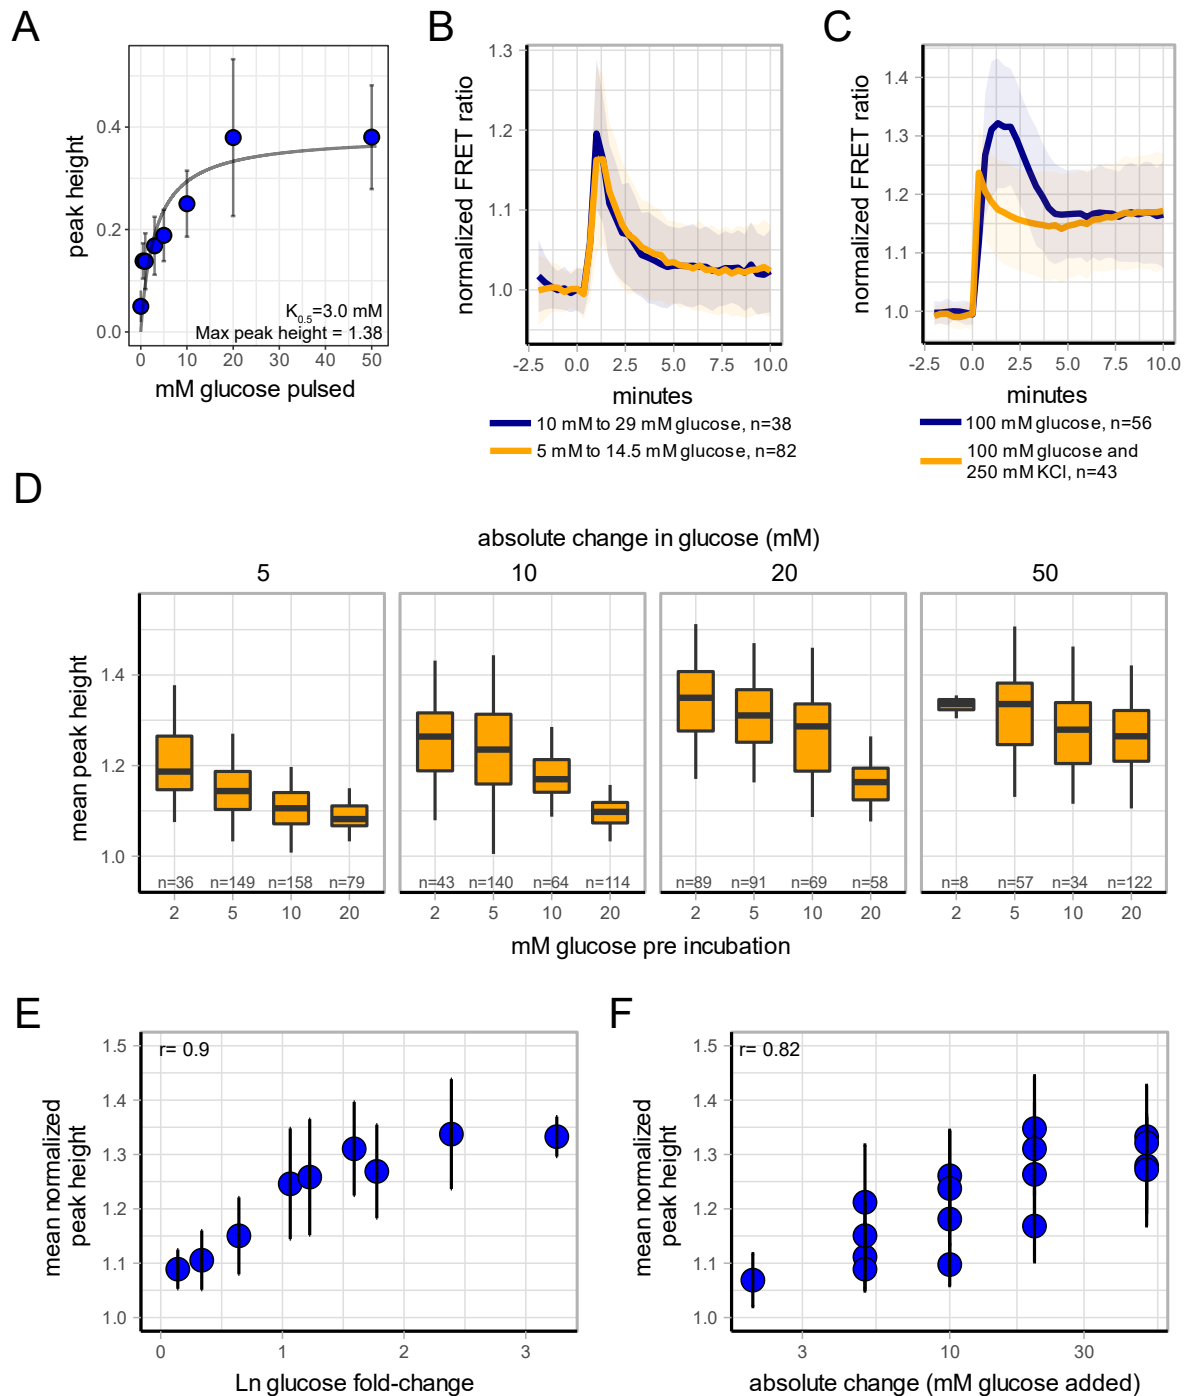 A
B
C
peak height
0.4
0.2
0.0
K0.5=3.0 mM
Max peak height = 1.38
0 10 20 30 40 50
mM glucose pulsed
normalized FRET ratio
1.3
1.2
1.1
1.0
-2.5 0.0 2.5 5.0 7.5 10.0
minutes
10 mM to 29 mM glucose, n=38
5 mM to 14.5 mM glucose, n=82
normalized FRET ratio
1.4
1.3
1.2
1.1
1.0
-2.5 0.0 2.5 5.0 7.5 10.0
minutes
100 mM glucose, n=56
100 mM glucose and
250 mM KCl, n=43
D
absolute change in glucose (mM)
5 10 20 50
mean peak height
1.4
1.2
1.0
n=36 n=149 n=158 n=79
n=43 n=140 n=64 n=114
n=89 n=91 n=69 n=58
n=8 n=57 n=34 n=122
2 5 10 20 2 5 10 20 2 5 10 20 2 5 10 20
mM glucose pre incubation
E
mean normalized
peak height
1.5
1.4
1.3
1.2
1.1
1.0
r= 0.9
0 1 2 3
Ln glucose fold-change
F
mean normalized
peak height
1.5
1.4
1.3
1.2
1.1
1.0
r= 0.82
3 10 30
absolute change (mM glucose added)